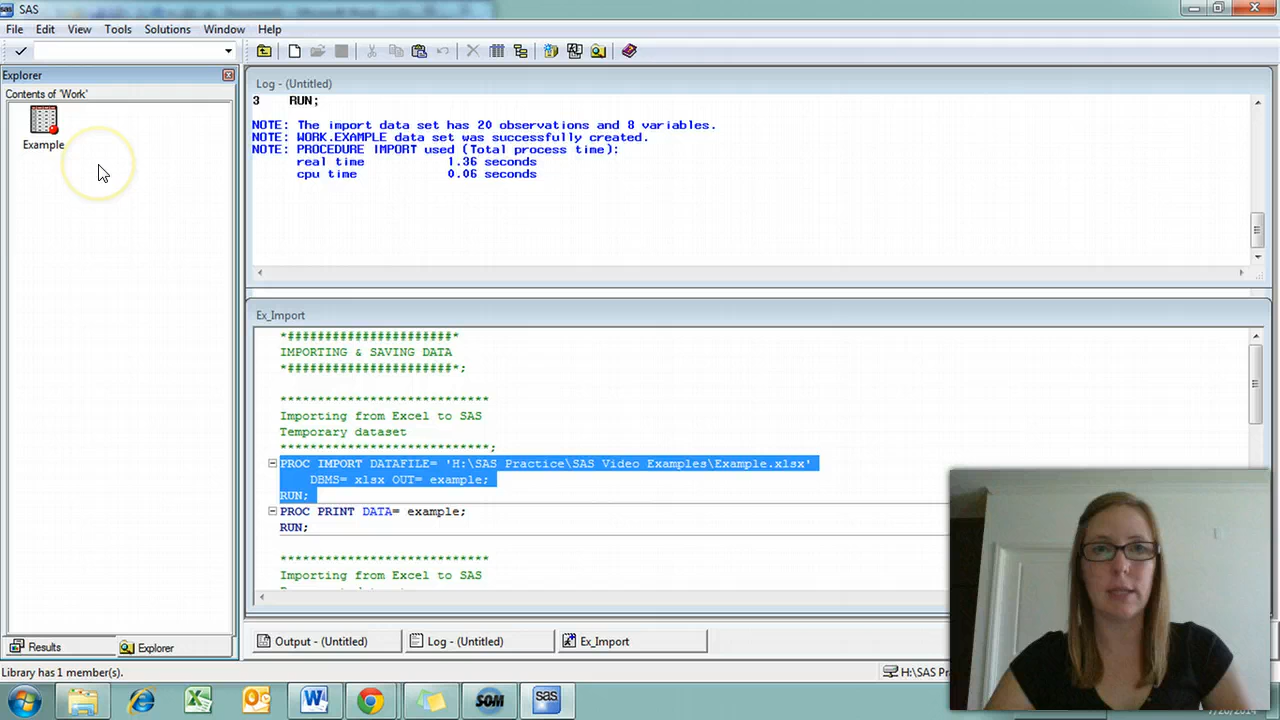 SAS
File Edit View Tools Solutions Window Help
Explorer
Contents of 'Work'
Example
Log - (Untitled)
3 RUN;
NOTE: The import data set has 20 observations and 8 variables.
NOTE: WORK.EXAMPLE data set was successfully created.
NOTE: PROCEDURE IMPORT used (Total process time):
real time 1.36 seconds
cpu time 0.06 seconds
Ex_Import
*######################*
IMPORTING & SAVING DATA
*######################*;
****************************
Importing from Excel to SAS
Temporary dataset
****************************;
PROC IMPORT DATAFILE= 'H:\SAS Practice\SAS Video Examples\Example.xlsx'
DBMS= xlsx OUT= example;
RUN;
PROC PRINT DATA= example;
RUN;
****************************
Importing from Excel to SAS
Results Explorer
Output - (Untitled) Log - (Untitled) Ex_Import
Library has 1 member(s). H:\SAS
SOM sas